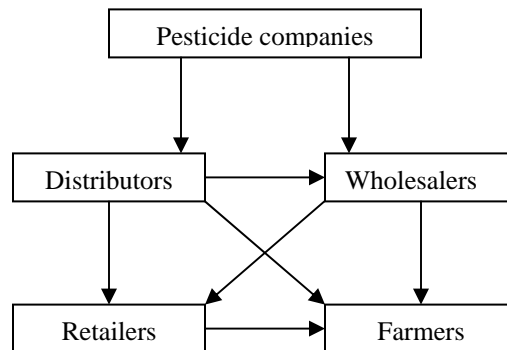 Pesticide companies
Distributors
Wholesalers
Retailers
Farmers